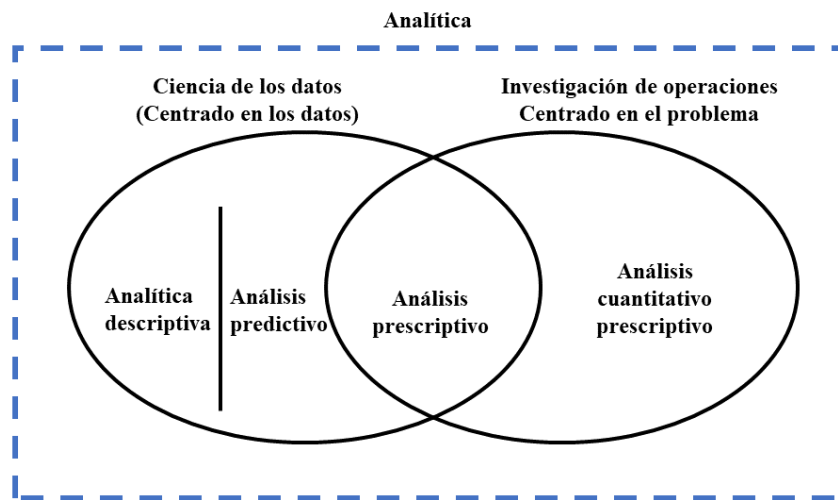 Analítica
Ciencia de los datos
(Centrado en los datos)
Investigación de operaciones
Centrado en el problema
Analítica
descriptiva
Análisis
predictivo
Análisis
prescriptivo
Análisis
cuantitativo
prescriptivo